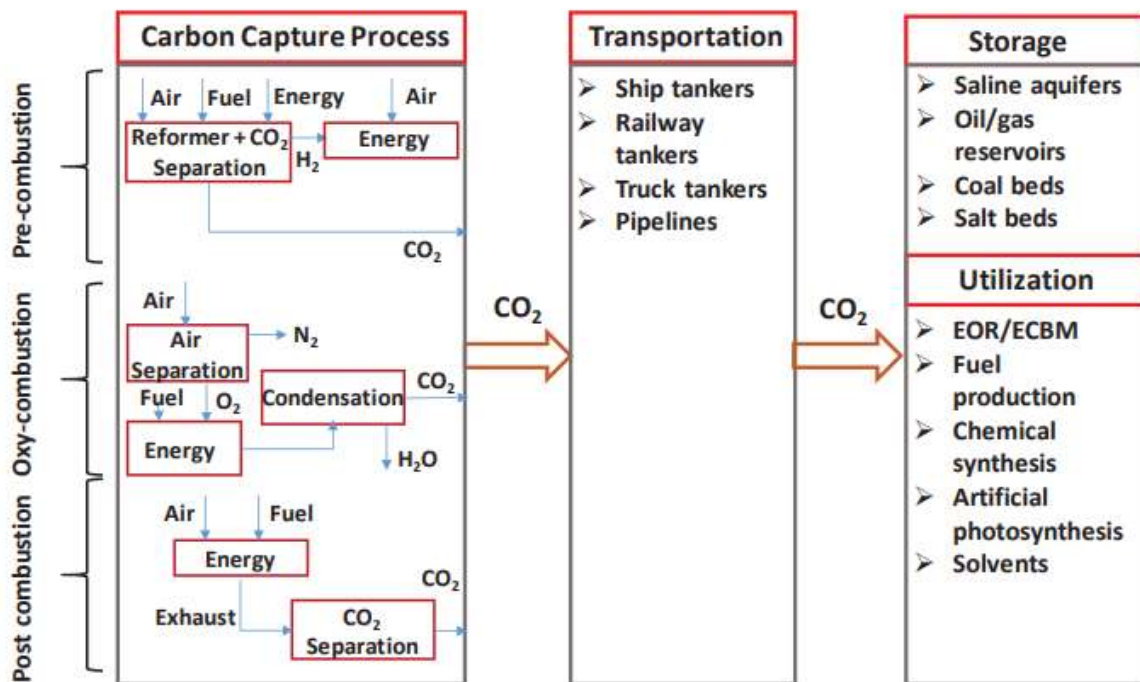 Carbon Capture Process
Pre-combustion
Air
Fuel
Energy
Air
Reformer + CO₂
Separation
H₂
Energy
CO₂
Oxy-combustion
Air
Air
Separation
N₂
Fuel
O₂
Condensation
CO₂
Energy
H₂O
Post combustion
Air
Fuel
Energy
Exhaust
CO₂
Separation
CO₂
CO₂
Transportation
➢ Ship tankers
➢ Railway
tankers
➢ Truck tankers
➢ Pipelines
CO₂
Storage
➢ Saline aquifers
➢ Oil/gas
reservoirs
➢ Coal beds
➢ Salt beds
Utilization
➢ EOR/ECBM
➢ Fuel
production
➢ Chemical
synthesis
➢ Artificial
photosynthesis
➢ Solvents